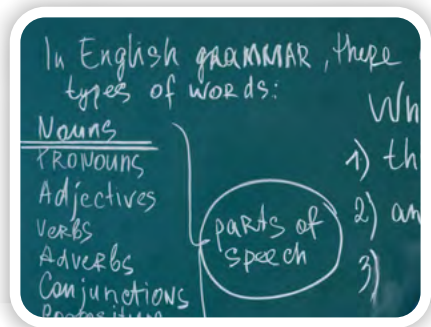 In English gRAMMAR, there
types of woRds:
Nouns
PRONOUNS
Adjectives
VeRbs
AdveRbs
Conjunctions
paRts of
speech
Wh
1) th
2) an
3)